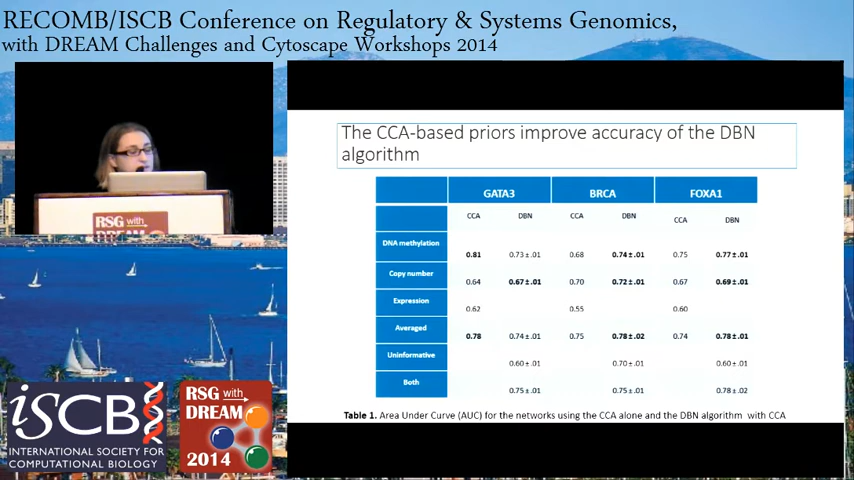 RECOMB/ISCB Conference on Regulatory & Systems Genomics,
with DREAM Challenges and Cytoscape Workshops 2014
RSG with
DREAM
The CCA-based priors improve accuracy of the DBN
algorithm
GATA3 BRCA FOXA1
CCA DBN CCA DBN CCA DBN
DNA methylation 0.81 0.73±.01 0.68 0.74±.01 0.75 0.77±.01
Copy number 0.64 0.67±.01 0.70 0.72±.01 0.67 0.69±.01
Expression 0.62 0.55 0.60
Averaged 0.78 0.74±.01 0.75 0.78±.02 0.74 0.78±.01
Uninformative 0.60±.01 0.70±.01 0.60±.01
Both 0.75±.01 0.75±.01 0.78±.02
Table 1. Area Under Curve (AUC) for the networks using the CCA alone and the DBN algorithm with CCA
iSCB
INTERNATIONAL SOCIETY FOR
COMPUTATIONAL BIOLOGY
RSG with
DREAM
2014